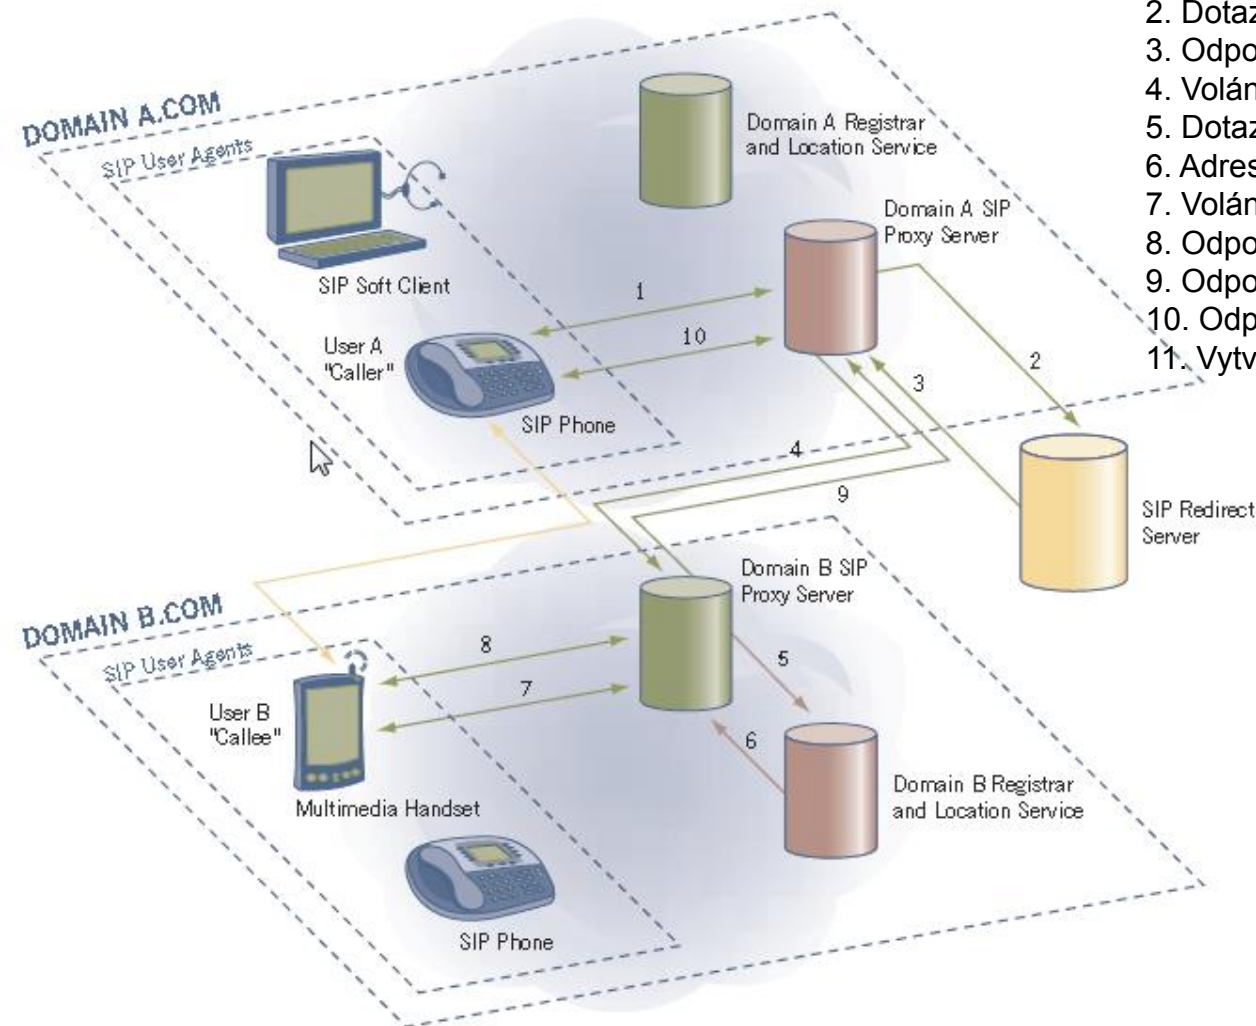 2. Dotaz
3. Odpo
4. Volán
5. Dotaz
6. Adres
7. Volán
8. Odpo
9. Odpo
10. Odp
11. Vytv
DOMAIN A.COM
SIP User Agents
Domain A Registrar
and Location Service
Domain A SIP
Proxy Server
SIP Soft Client
1
User A
"Caller"
10
2
3
SIP Phone
4
9
SIP Redirect
Server
Domain B SIP
Proxy Server
DOMAIN B.COM
SIP User Agents
8
5
7
User B
"Callee"
6
Domain B Registrar
and Location Service
Multimedia Handset
SIP Phone